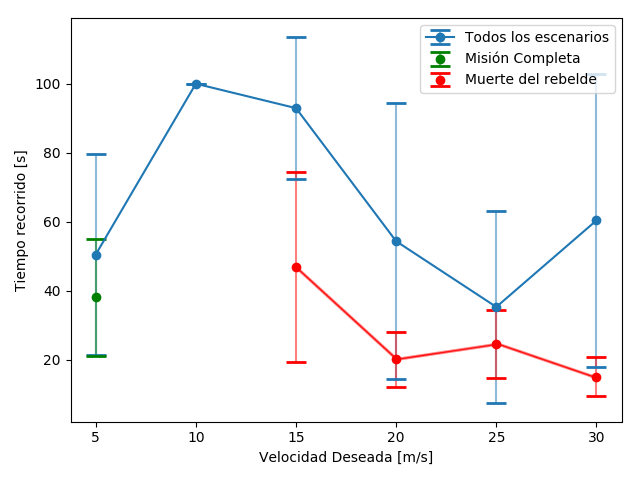 Todos los escenarios
Misión Completa
Muerte del rebelde
Tiempo recorrido [s]
100
80
60
40
20
5 10 15 20 25 30
Velocidad Deseada [m/s]